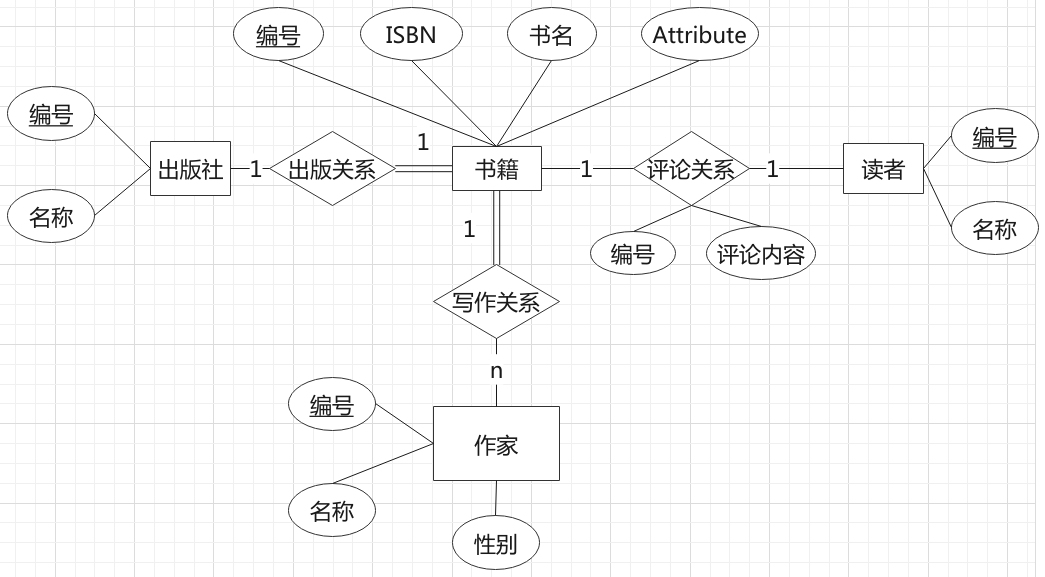 编号
ISBN
书名
Attribute
编号
名称
出版社
1
出版关系
1
书籍
1
评论关系
1
读者
编号
名称
编号
评论内容
1
写作关系
n
作家
编号
名称
性别